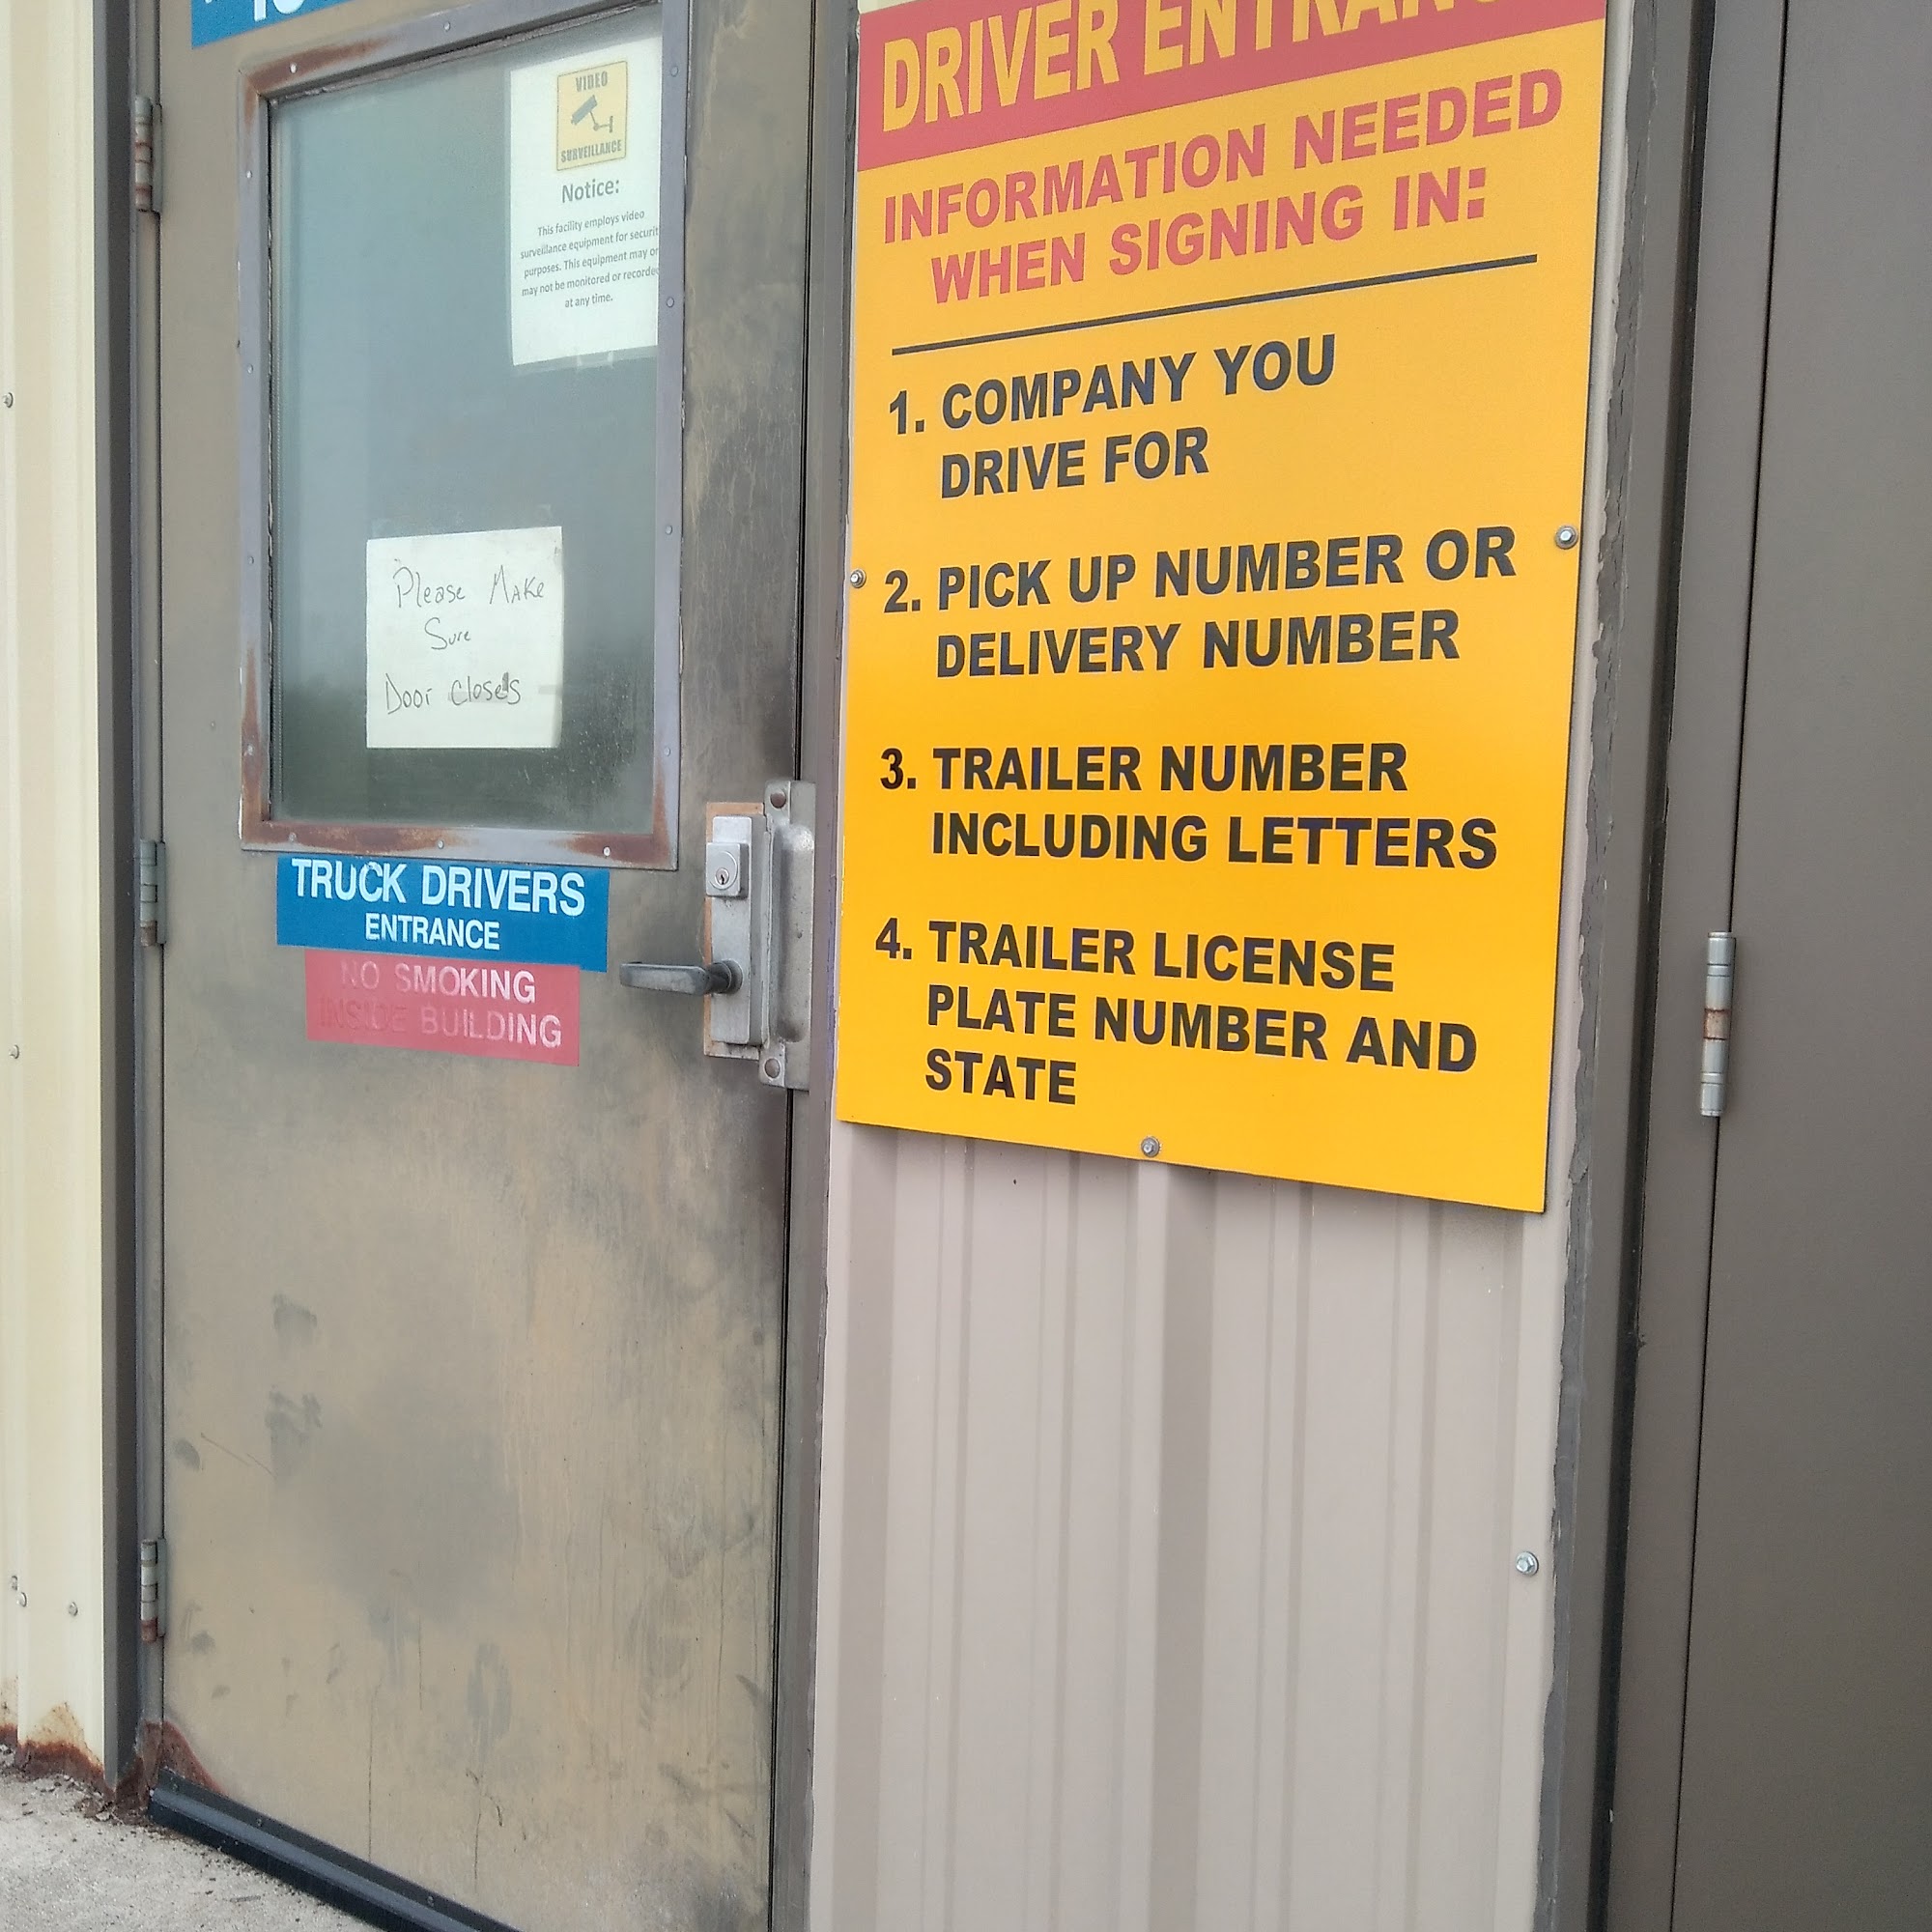 VIDEO
SURVEILLANCE
Notice:
This facility employs video
surveillance equipment for securit
purposes. This equipment may or
may not be monitored or recorded
at any time.
Please Make
Sure
Door Closes
TRUCK DRIVERS
ENTRANCE
NO SMOKING
INSIDE BUILDING
DRIVER ENTRANC
INFORMATION NEEDED
WHEN SIGNING IN:
1. COMPANY YOU
DRIVE FOR
2. PICK UP NUMBER OR
DELIVERY NUMBER
3. TRAILER NUMBER
INCLUDING LETTERS
4. TRAILER LICENSE
PLATE NUMBER AND
STATE